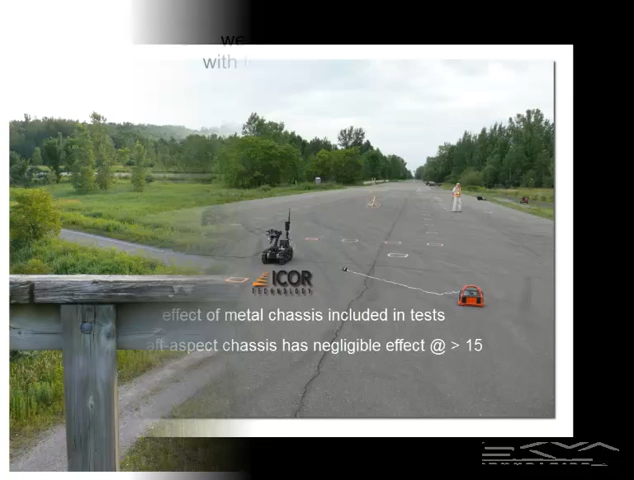 we
with
ICOR
TECHNOLOGY
effect of metal chassis included in tests
aft-aspect chassis has negligible effect @ > 15